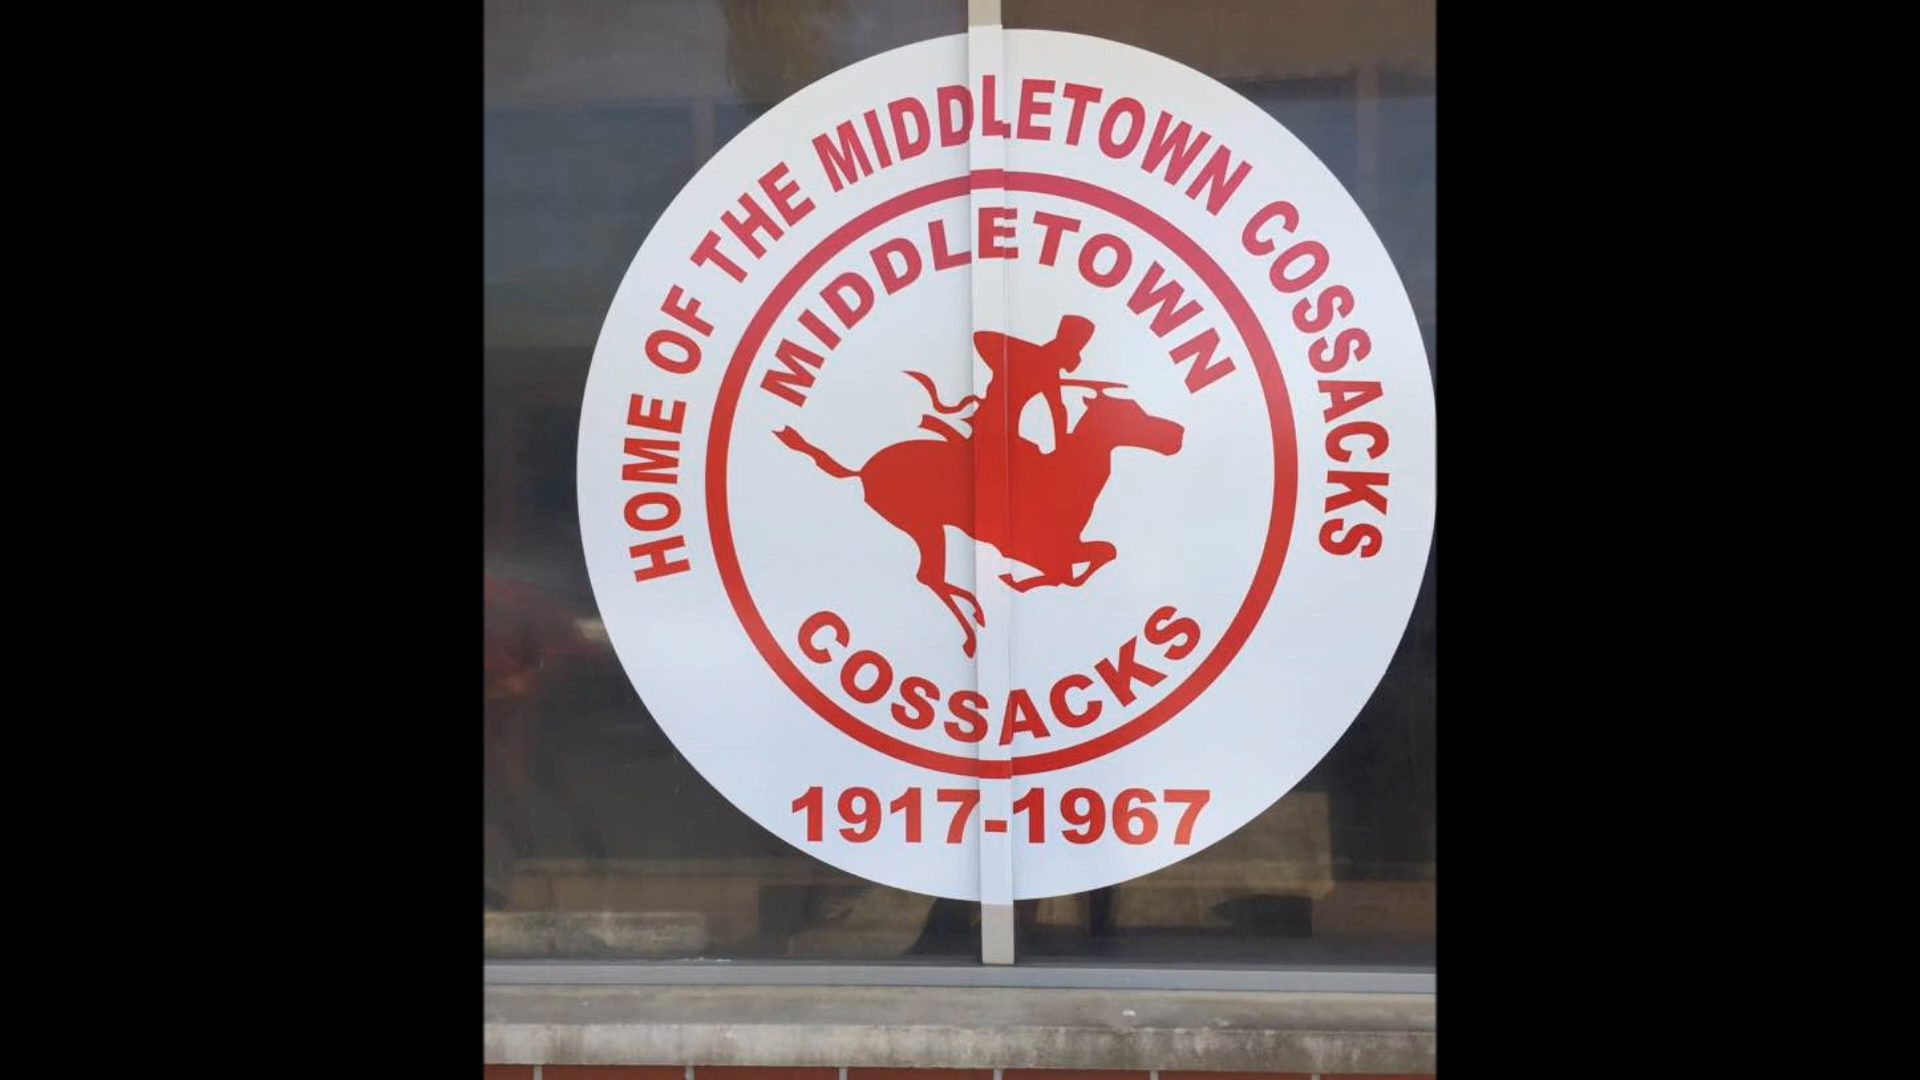 HOME OF THE MIDDLETOWN COSSACKS
MIDDLETOWN
COSSACKS
1917-1967